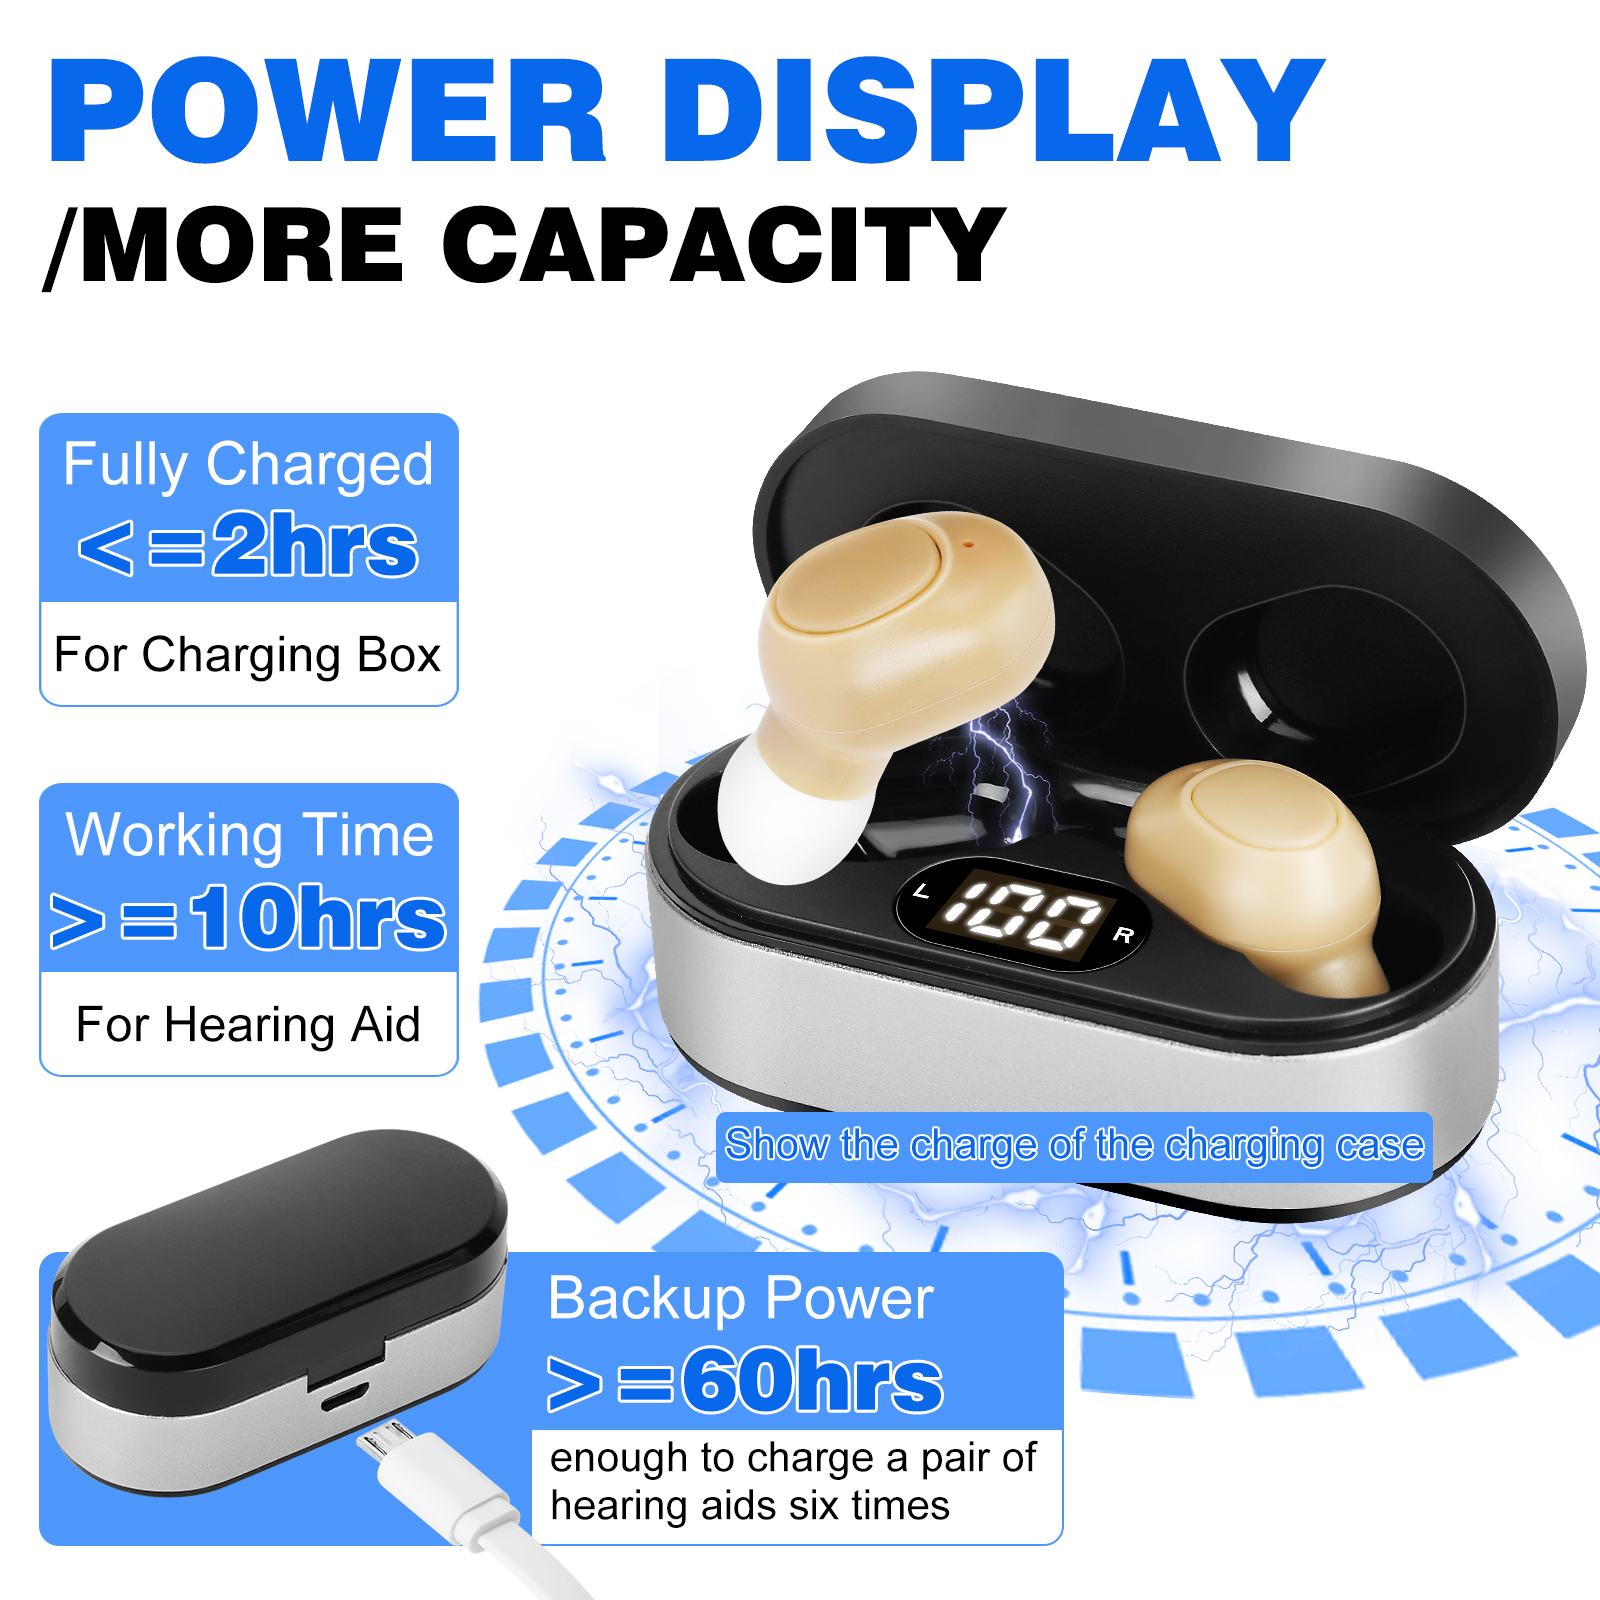 POWER DISPLAY
/MORE CAPACITY
Fully Charged
<=2hrs
For Charging Box
Working Time
>=10hrs
For Hearing Aid
L 100 R
Show the charge of the charging case
Backup Power
>=60hrs
enough to charge a pair of
hearing aids six times